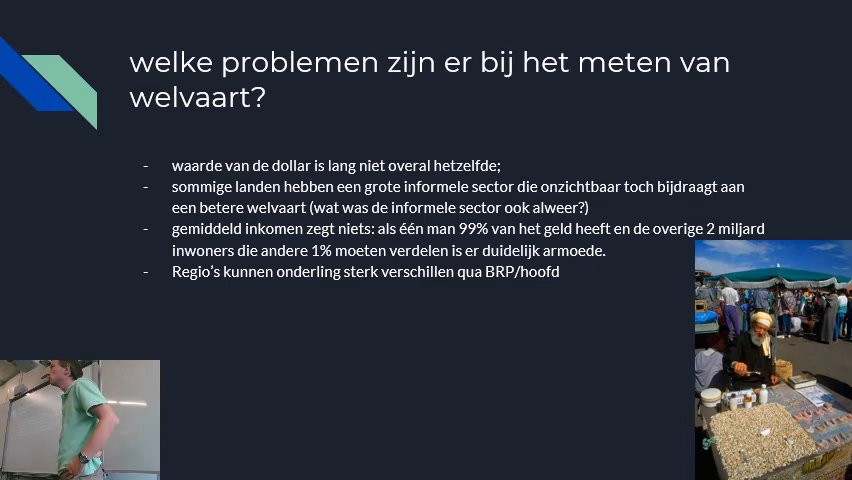 welke problemen zijn er bij het meten van
welvaart?
- waarde van de dollar is lang niet overal hetzelfde;
- sommige landen hebben een grote informele sector die onzichtbaar toch bijdraagt aan
een betere welvaart (wat was de informele sector ook alweer?)
- gemiddeld inkomen zegt niets: als één man 99% van het geld heeft en de overige 2 miljard
inwoners die andere 1% moeten verdelen is er duidelijk armoede.
- Regio's kunnen onderling sterk verschillen qua BRP/hoofd